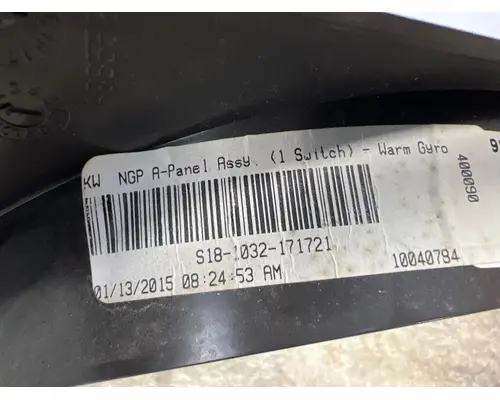 KW NGP A-Panel Assy. (1 Switch) - Warm Gyro
S18-1032-171721
01/13/2015 08:24:53 AM
10040784
400090